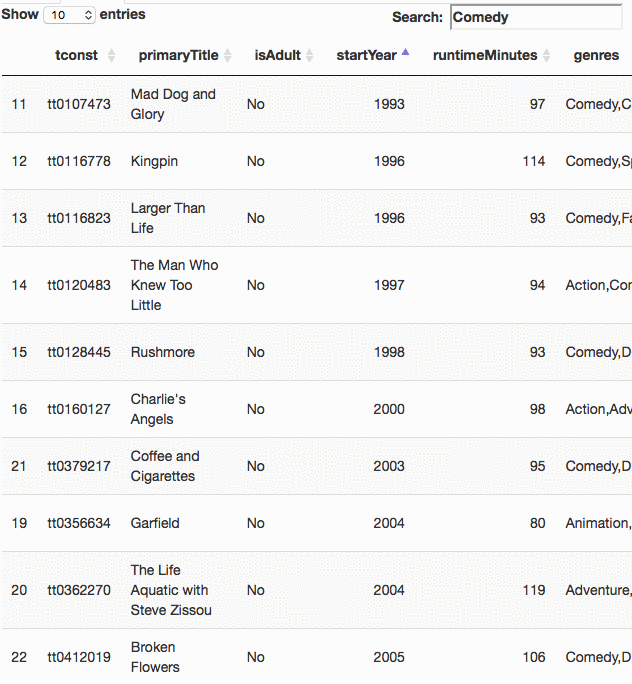 Show 10 entries Search: Comedy
tconst primaryTitle isAdult startYear runtimeMinutes genres
11 tt0107473 Mad Dog and No 1993 97 Comedy,C
Glory
12 tt0116778 Kingpin No 1996 114 Comedy,Sp
13 tt0116823 Larger Than No 1996 93 Comedy,Fa
Life
14 tt0120483 The Man Who No 1997 94 Action,Com
Knew Too
Little
15 tt0128445 Rushmore No 1998 93 Comedy,D
16 tt0160127 Charlie's No 2000 98 Action,Adv
Angels
21 tt0379217 Coffee and No 2003 95 Comedy,D
Cigarettes
19 tt0356634 Garfield No 2004 80 Animation,
20 tt0362270 The Life No 2004 119 Adventure,
Aquatic with
Steve Zissou
22 tt0412019 Broken No 2005 106 Comedy,D
Flowers